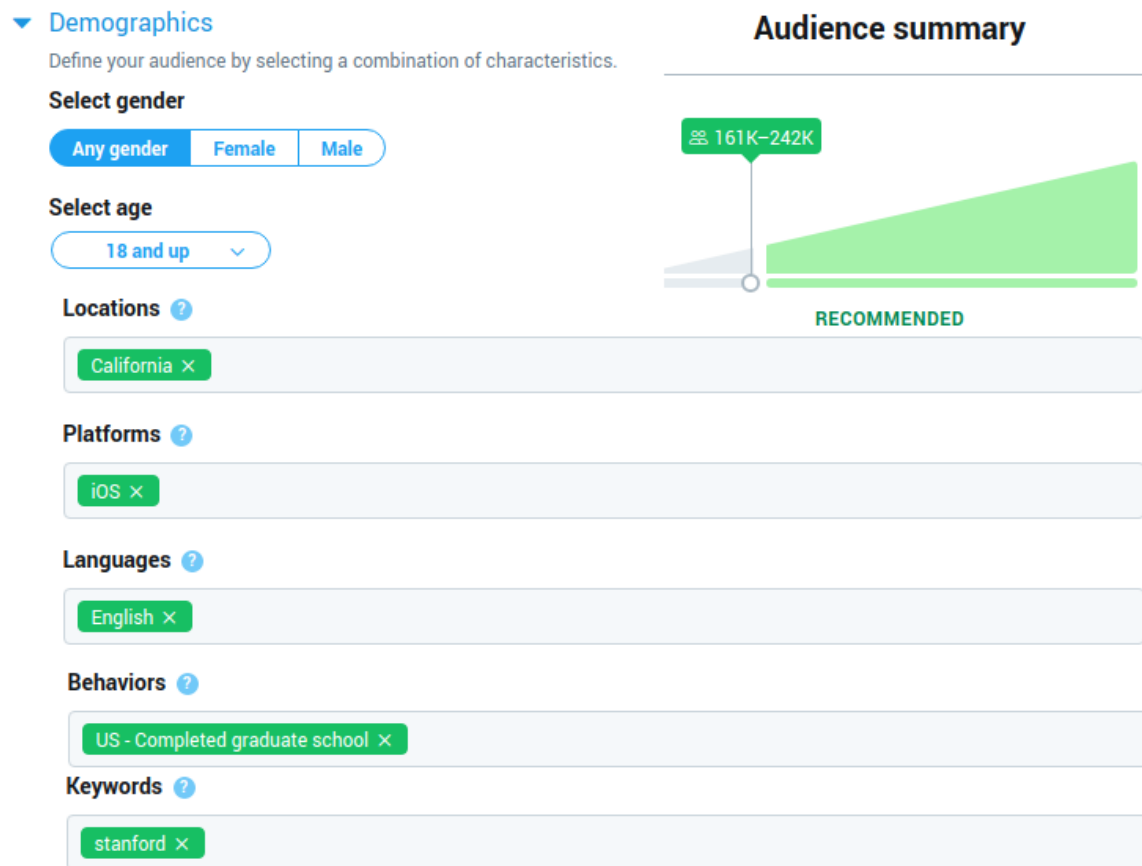 Demographics
Define your audience by selecting a combination of characteristics.
Select gender
Any gender Female Male
Select age
18 and up
Locations ?
California ×
Platforms ?
iOS ×
Languages ?
English ×
Behaviors ?
US - Completed graduate school ×
Keywords ?
stanford ×
Audience summary
161K–242K
RECOMMENDED